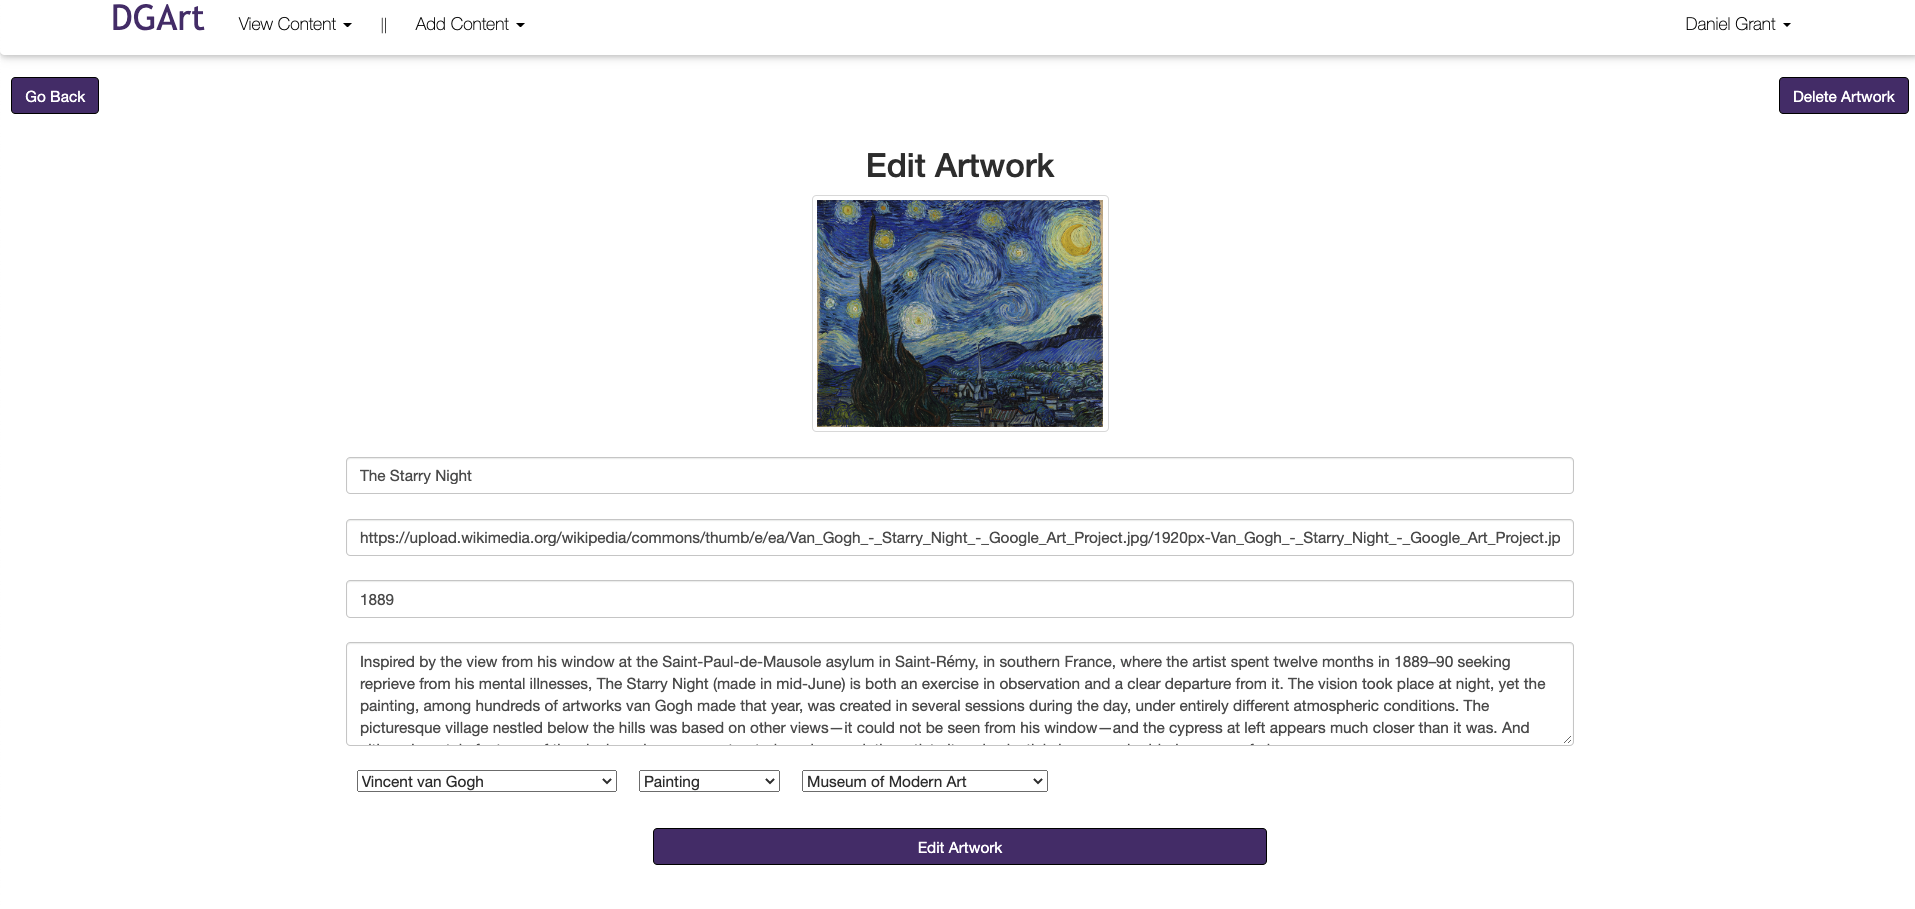 DGArt
View Content
||
Add Content
Daniel Grant
Go Back
Delete Artwork
Edit Artwork
The Starry Night
https://upload.wikimedia.org/wikipedia/commons/thumb/e/ea/Van_Gogh_-_Starry_Night_-_Google_Art_Project.jpg/1920px-Van_Gogh_-_Starry_Night_-_Google_Art_Project.jp
1889
Inspired by the view from his window at the Saint-Paul-de-Mausole asylum in Saint-Rémy, in southern France, where the artist spent twelve months in 1889–90 seeking
reprieve from his mental illnesses, The Starry Night (made in mid-June) is both an exercise in observation and a clear departure from it. The vision took place at night, yet the
painting, among hundreds of artworks van Gogh made that year, was created in several sessions during the day, under entirely different atmospheric conditions. The
picturesque village nestled below the hills was based on other views—it could not be seen from his window—and the cypress at left appears much closer than it was. And
Vincent van Gogh
Painting
Museum of Modern Art
Edit Artwork